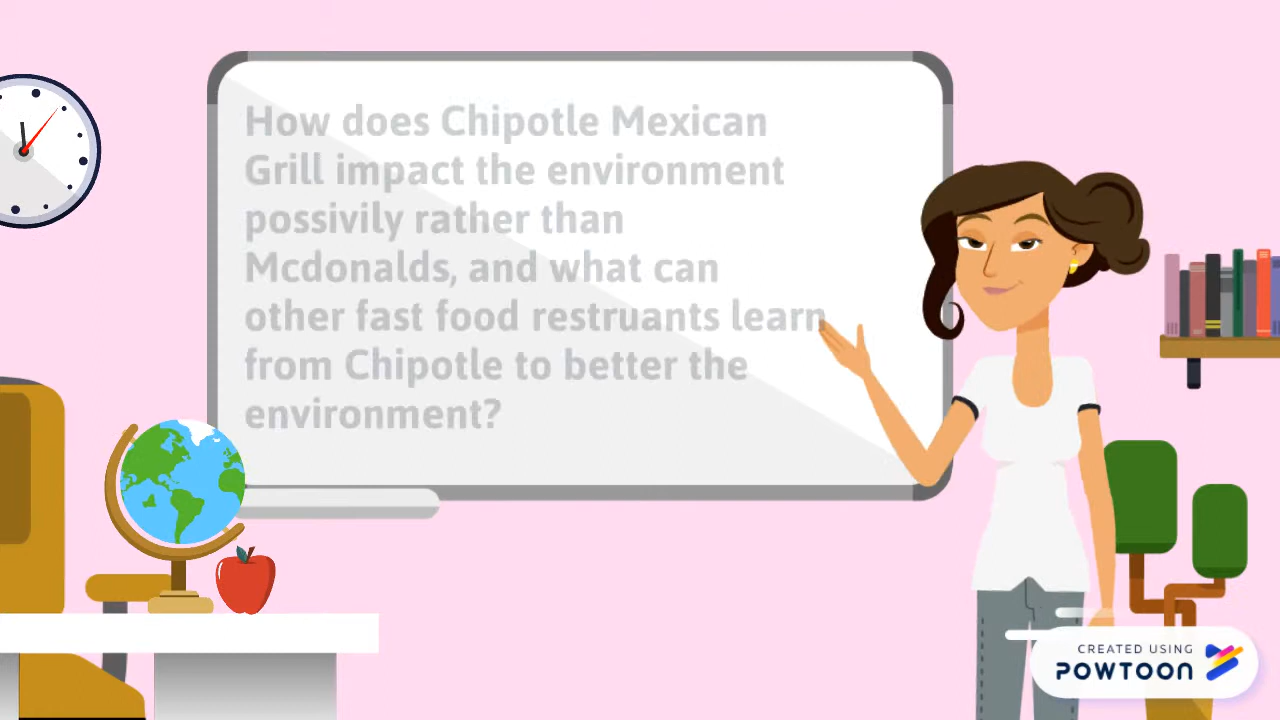 How does Chipotle Mexican
Grill impact the environment
possivily rather than
Mcdonalds, and what can
other fast food restruants learn
from Chipotle to better the
environment?
CREATED USING
POWTOON